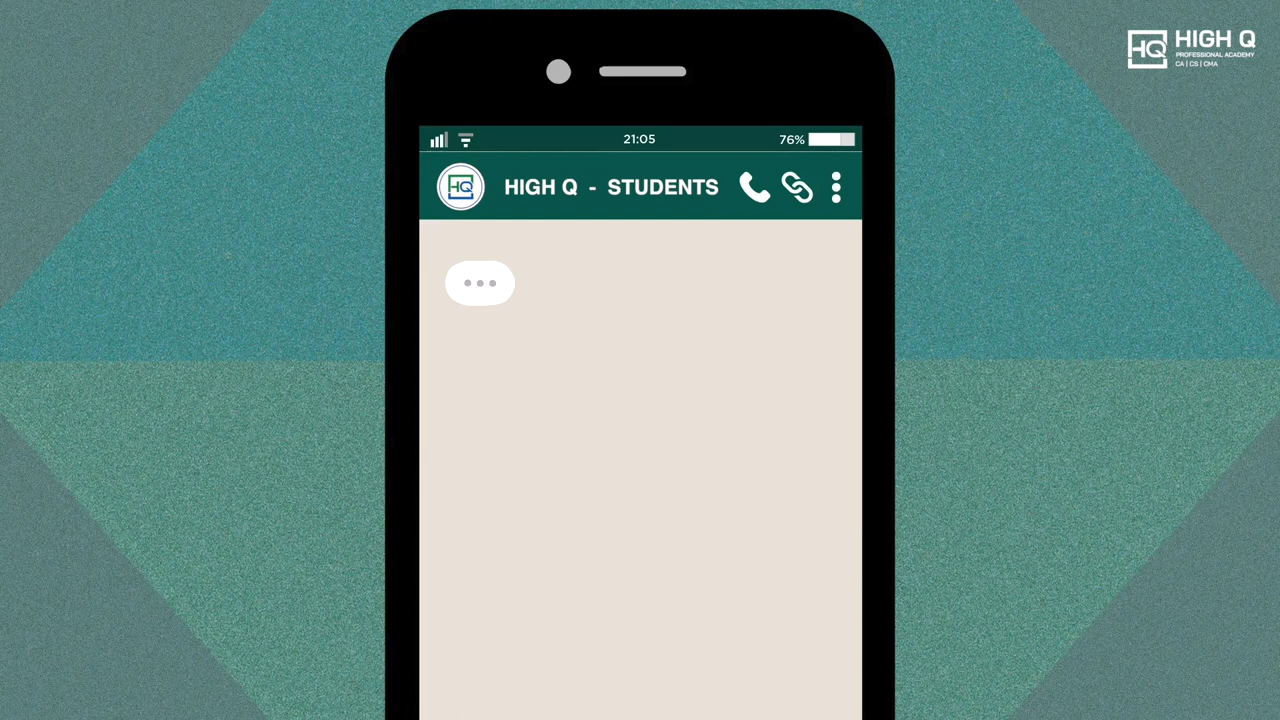 HIGH Q
PROFESSIONAL ACADEMY
CA | CS | CMA
HQ
21:05
76%
HQ
HIGH Q - STUDENTS